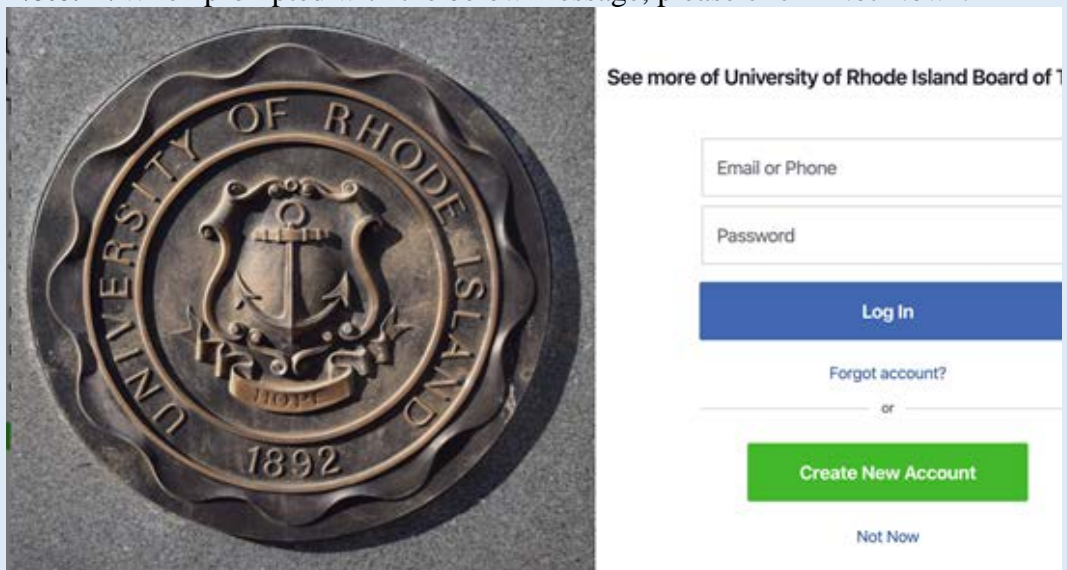 UNIVERSITY OF RHODE ISLAND
HOPE
1892
See more of University of Rhode Island Board of
Email or Phone
Password
Log In
Forgot account?
or
Create New Account
Not Now